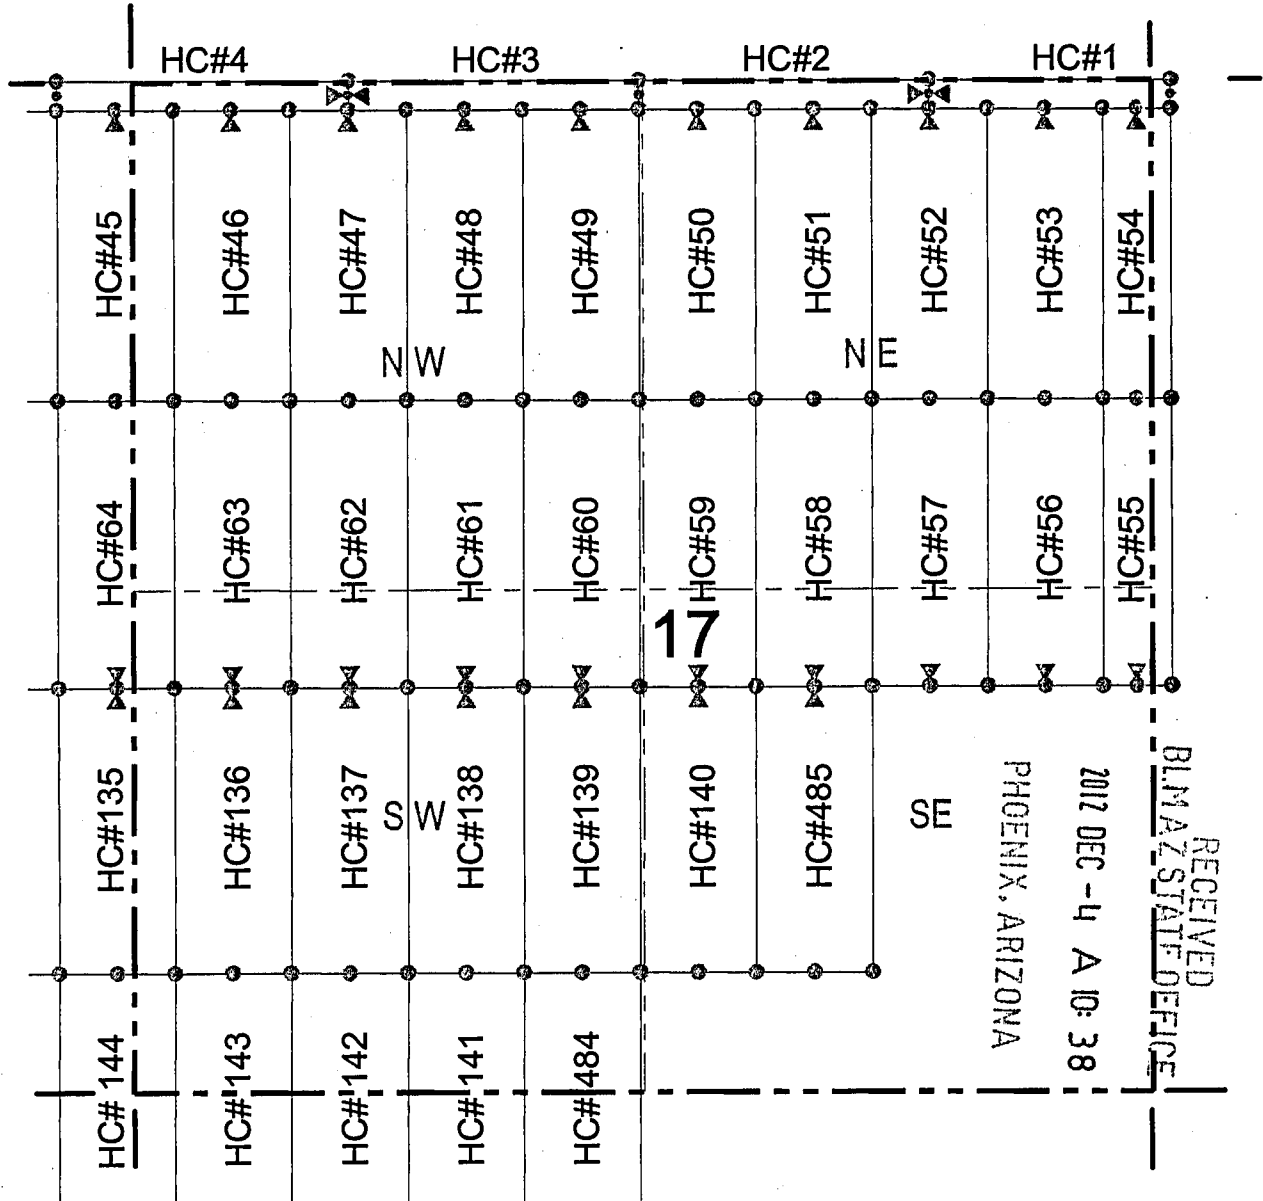 HC#4 HC#3 HC#2 HC#1
HC#45 HC#46 HC#47 HC#48 HC#49 HC#50 HC#51 HC#52 HC#53 HC#54
NW NE
HC#64 HC#63 HC#62 HC#61 HC#60 HC#59 HC#58 HC#57 HC#56 HC#55
17
HC#135 HC#136 HC#137 HC#138 HC#139 HC#140 HC#485
SW SE
HC# 144 HC# 143 HC# 142 HC# 141 HC# 484
RECEIVED
BLM AZ STATE OFFICE
2012 DEC -4 A 10: 38
PHOENIX, ARIZONA